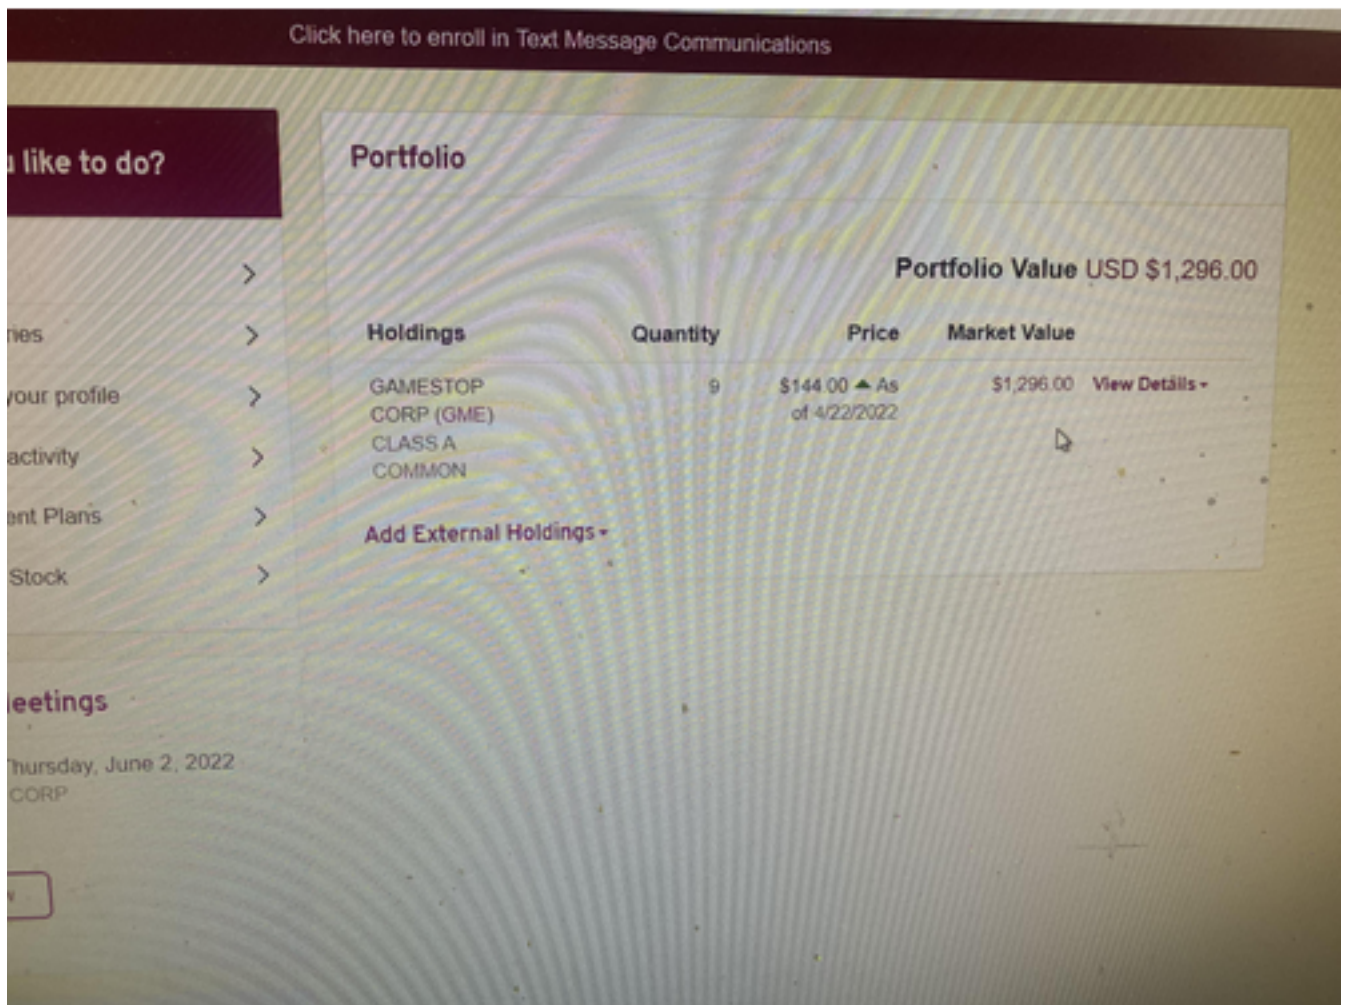 Click here to enroll in Text Message Communications
like to do?
Portfolio
Portfolio Value USD $1,296.00
Holdings Quantity Price Market Value
GAMESTOP 9 $144.00 ▲ As $1,296.00 View Details
CORP (GME) of 4/22/2022
CLASS A
COMMON
Add External Holdings
ries
your profile
activity
ent Plans
Stock
leetings
Thursday, June 2, 2022
CORP